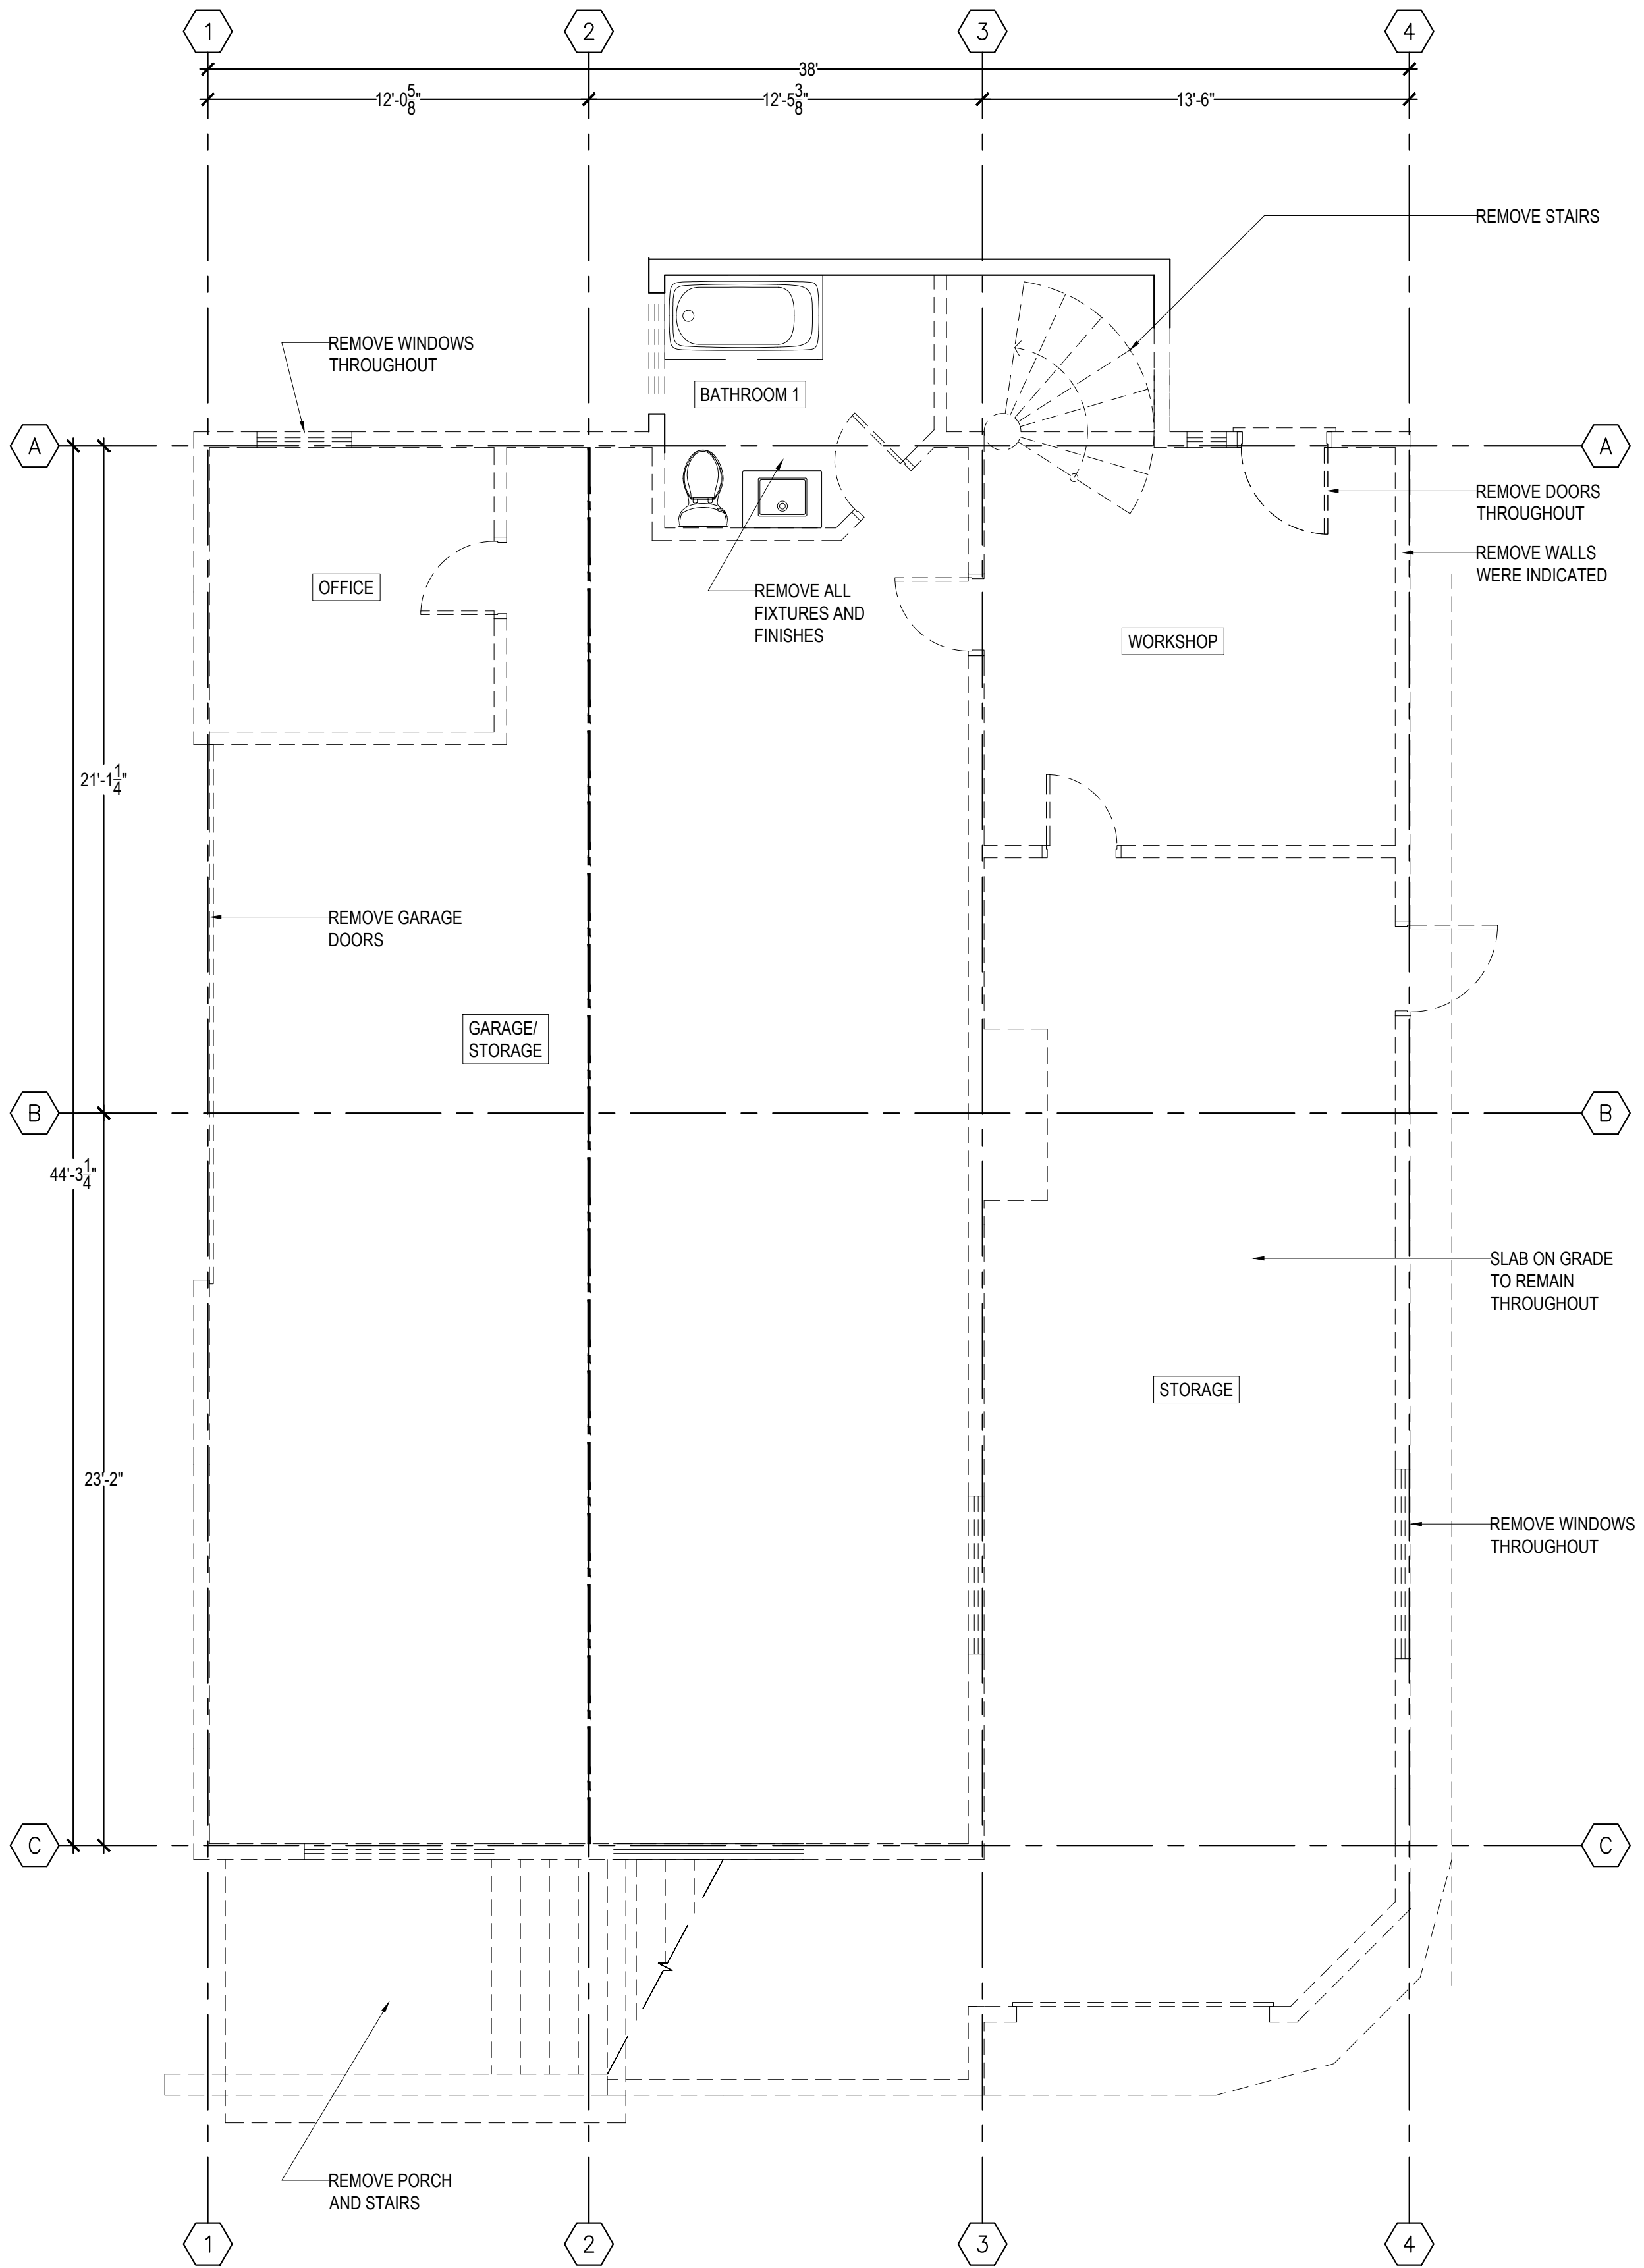 1 2 3 4
38'
12'-0 5/8" 12'-5 3/8" 13'-6"
REMOVE STAIRS
REMOVE WINDOWS
THROUGHOUT
BATHROOM 1
A A
REMOVE DOORS
THROUGHOUT
REMOVE WALLS
WERE INDICATED
OFFICE
REMOVE ALL
FIXTURES AND
FINISHES
WORKSHOP
21'-1 1/4"
REMOVE GARAGE
DOORS
GARAGE/
STORAGE
B B
44'-3 1/4"
SLAB ON GRADE
TO REMAIN
THROUGHOUT
STORAGE
23'-2"
REMOVE WINDOWS
THROUGHOUT
C C
REMOVE PORCH
AND STAIRS
1 2 3 4